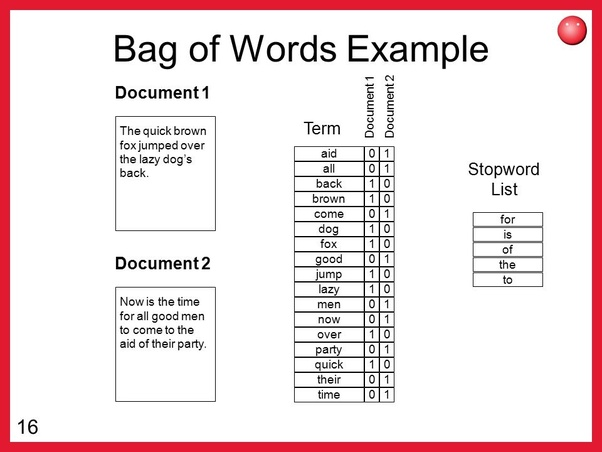 Bag of Words Example
Document 1
The quick brown
fox jumped over
the lazy dog's
back.
Document 2
Now is the time
for all good men
to come to the
aid of their party.
Term Document 1 Document 2
aid 0 1
all 0 1
back 1 0
brown 1 0
come 0 1
dog 1 0
fox 1 0
good 0 1
jump 1 0
lazy 1 0
men 0 1
now 0 1
over 1 0
party 0 1
quick 1 0
their 0 1
time 0 1
Stopword
List
for
is
of
the
to
16